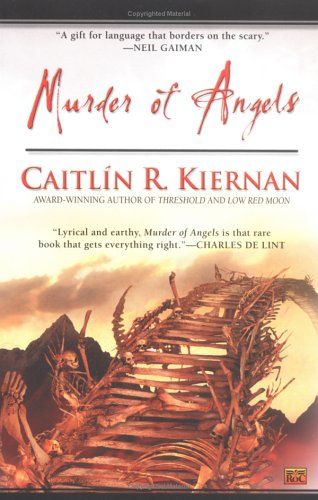 “A gift for language that borders on the scary.”
—NEIL GAIMAN
Murder of Angels
CAITLÍN R. KIERNAN
AWARD-WINNING AUTHOR OF THRESHOLD AND LOW RED MOON
“Lyrical and earthy, Murder of Angels is that rare
book that gets everything right.”—CHARLES DE LINT
ROC